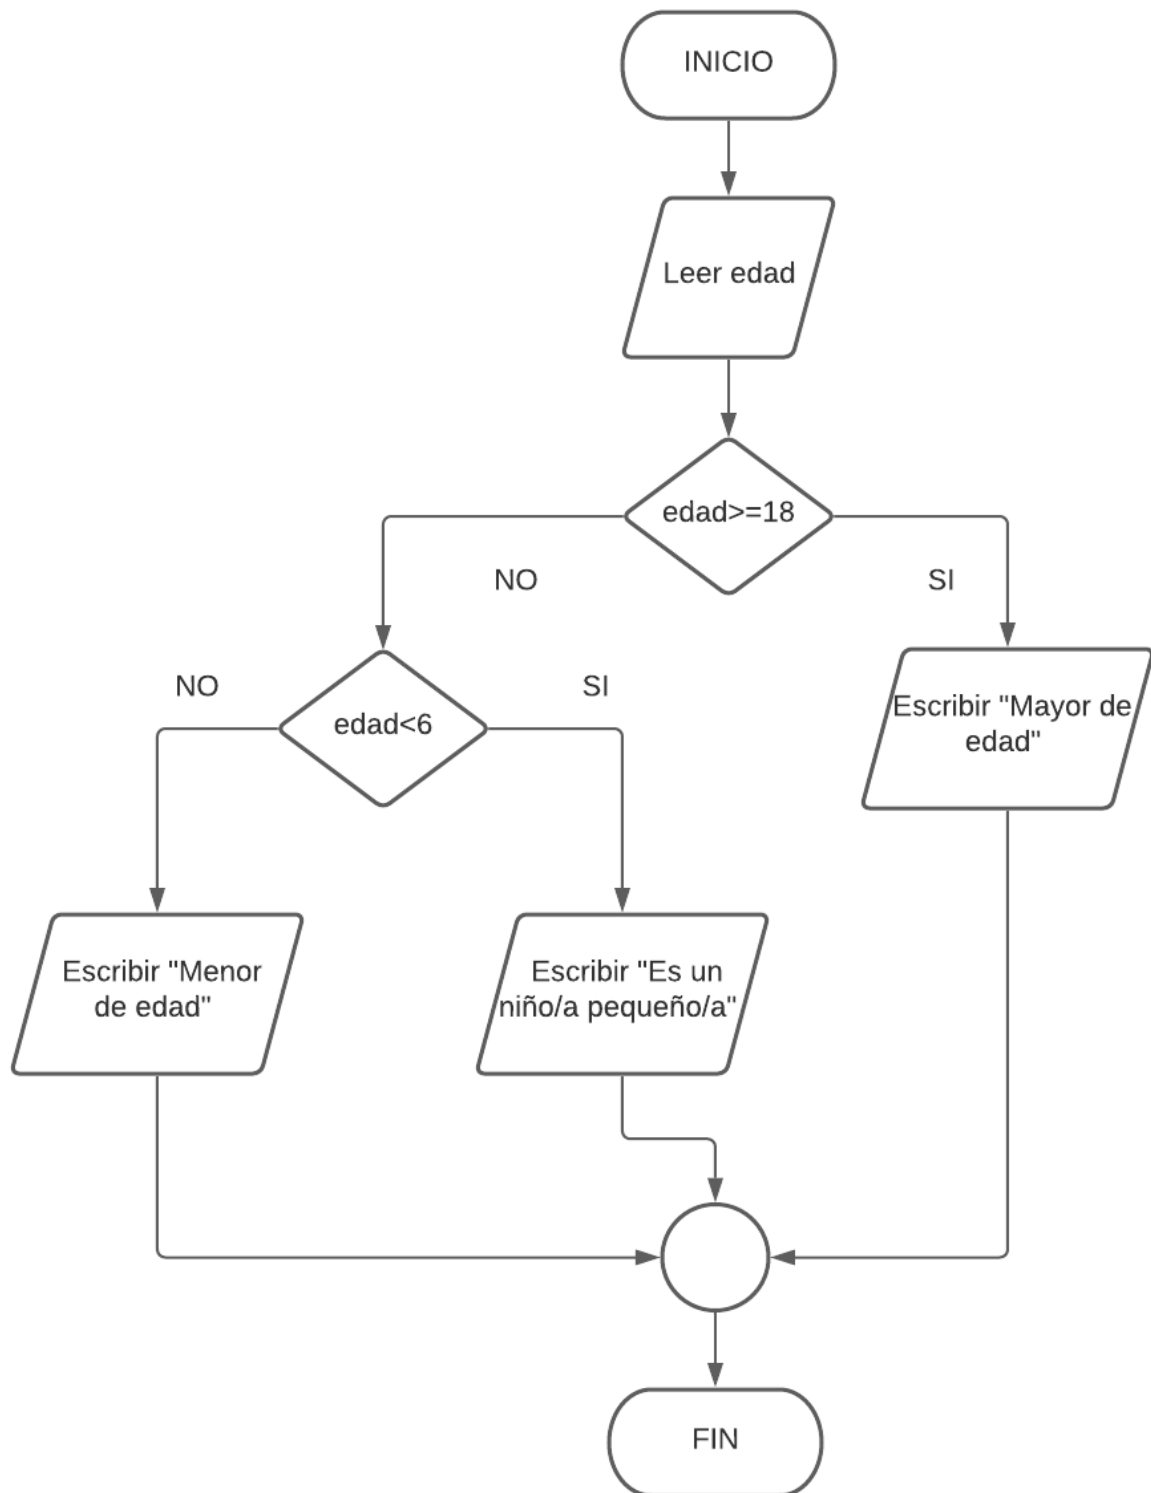 INICIO
Leer edad
edad>=18
NO
SI
NO
SI
edad<6
Escribir "Mayor de
edad"
Escribir "Menor
de edad"
Escribir "Es un
niño/a pequeño/a"
FIN